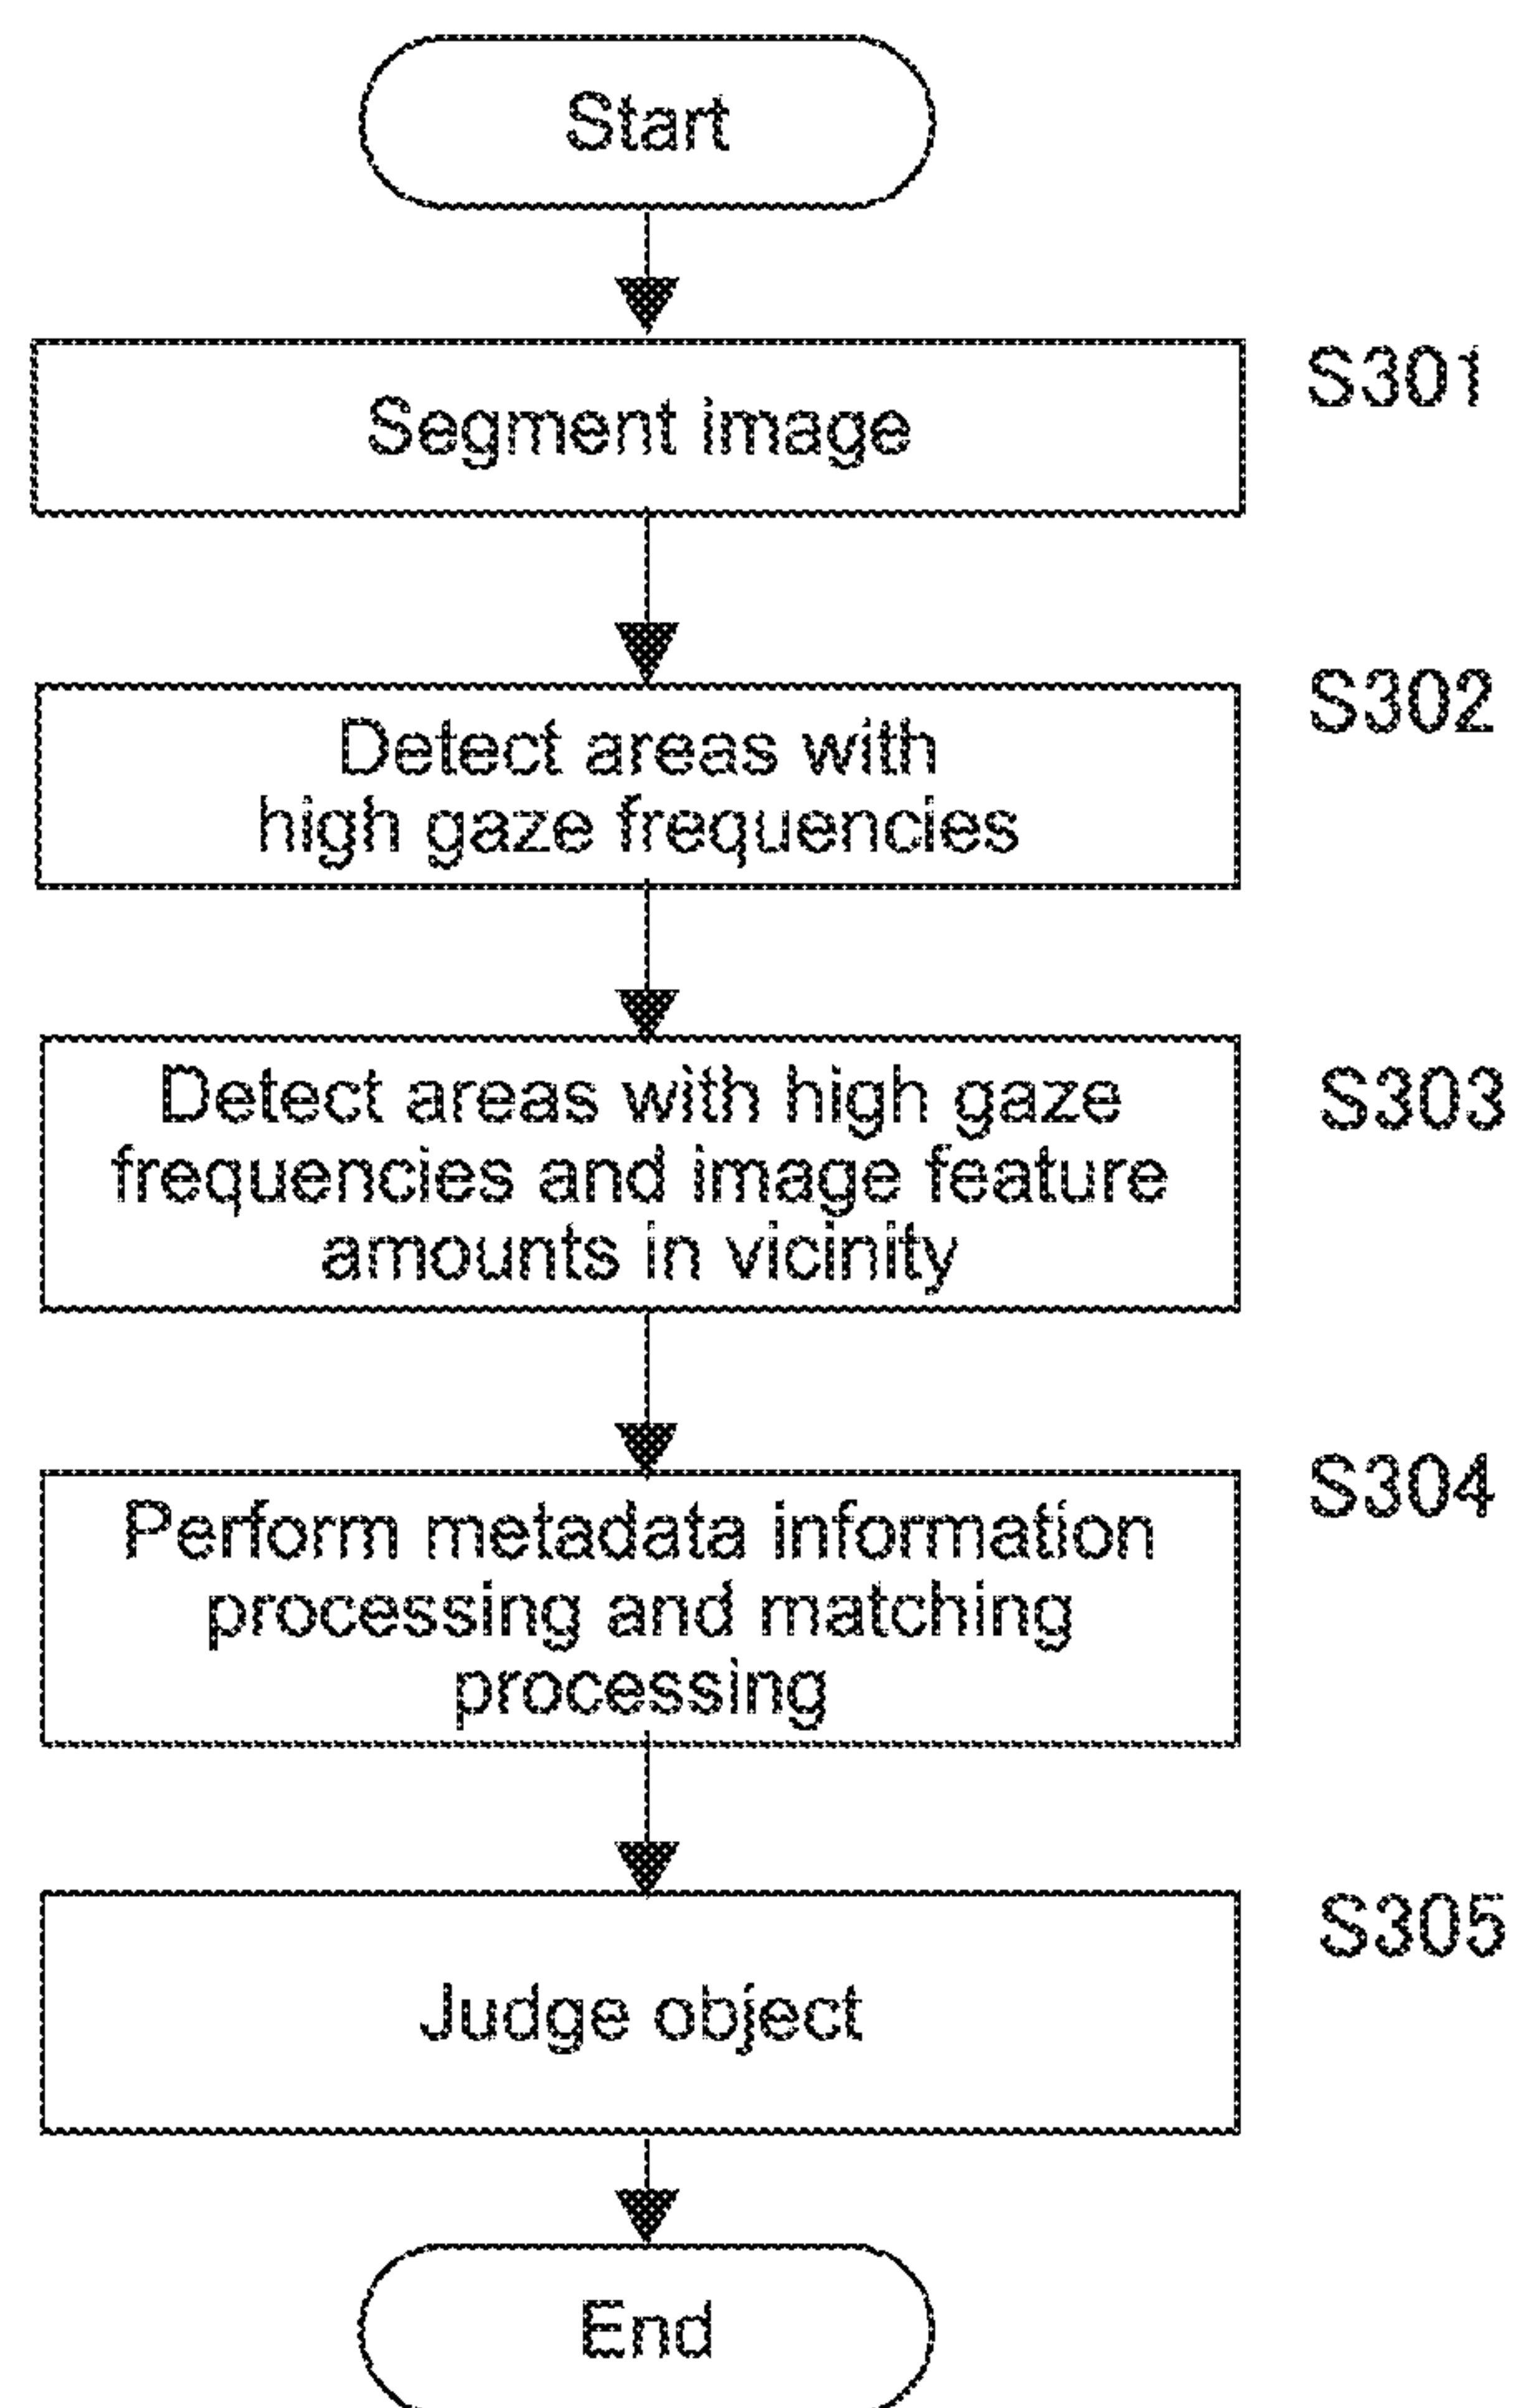 Start
Segment image
S301
Detect areas with
high gaze frequencies
S302
Detect areas with high gaze
frequencies and image feature
amounts in vicinity
S303
Perform metadata information
processing and matching
processing
S304
Judge object
S305
End